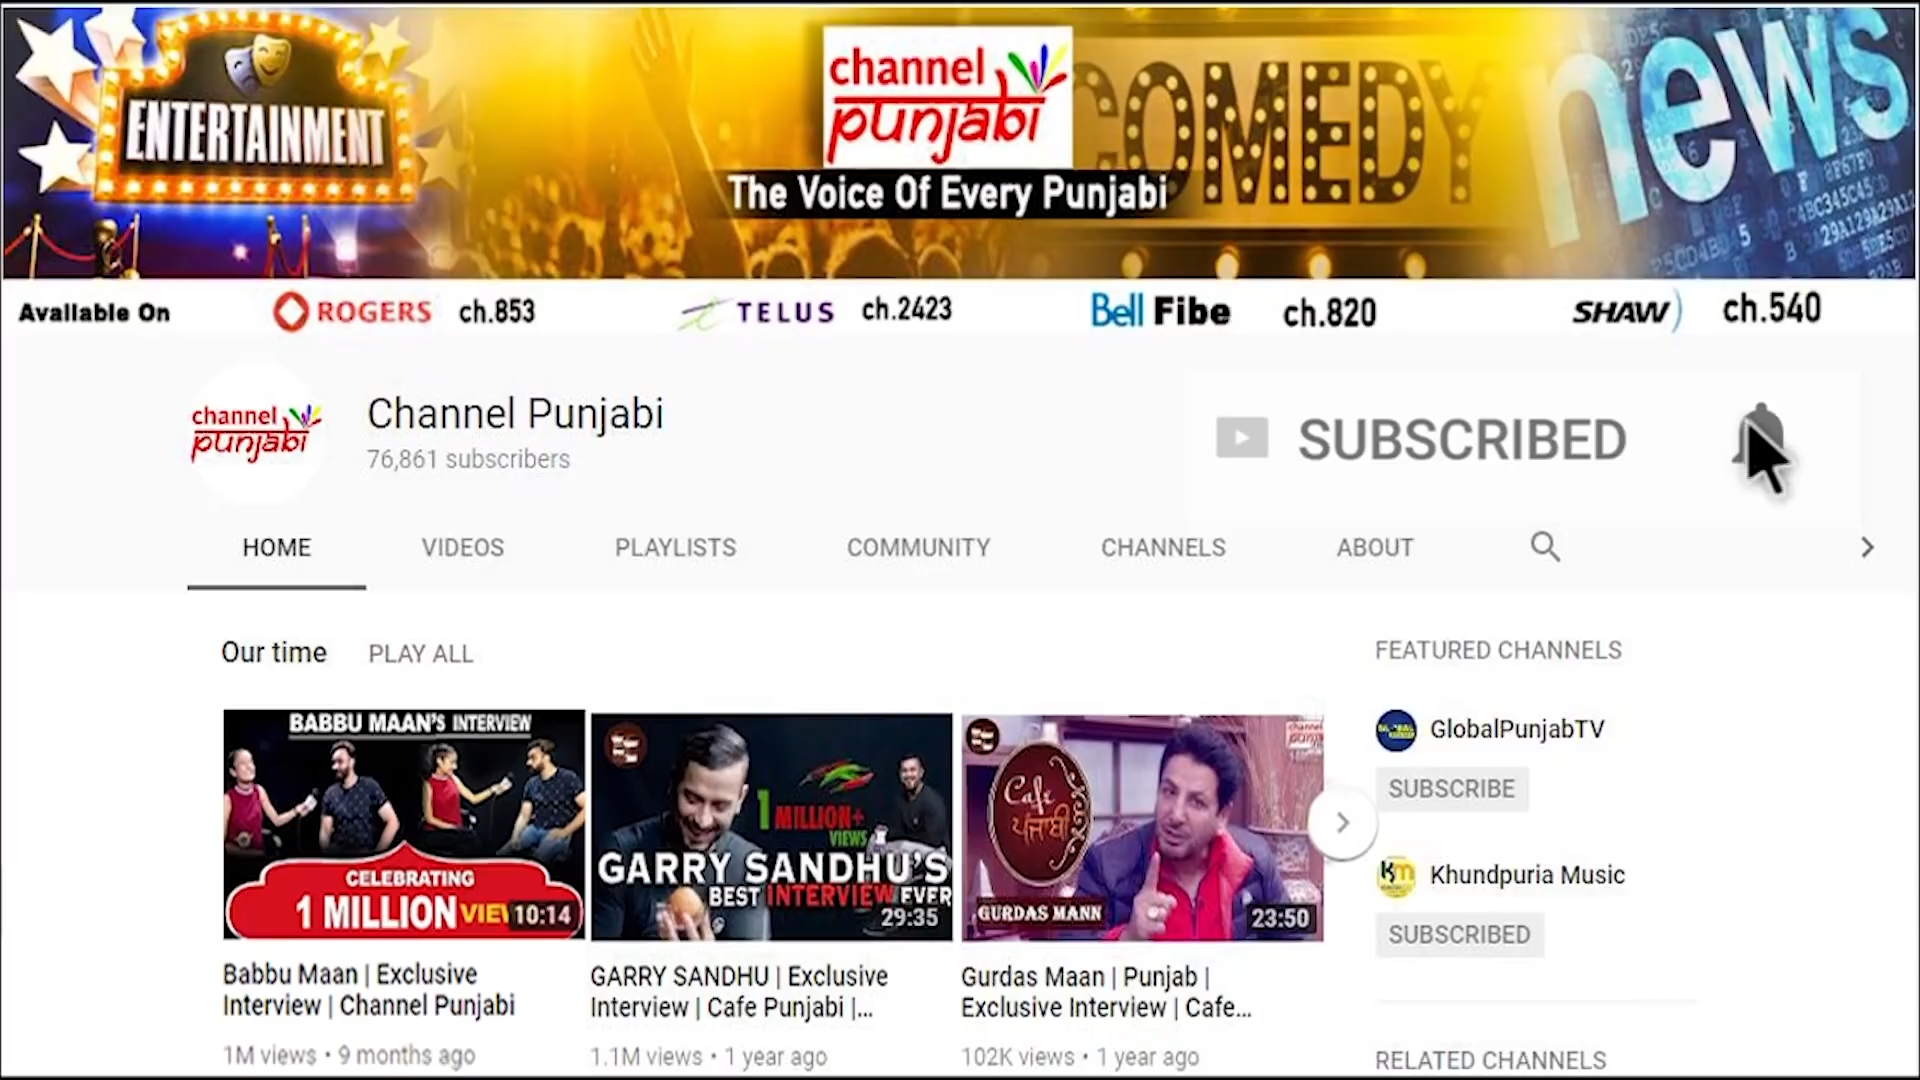 ENTERTAINMENT
channel
punjabi
The Voice Of Every Punjabi
COMEDY
news
Available On
ROGERS ch.853
TELUS ch.2423
Bell Fibe ch.820
SHAW) ch.540
channel
punjabi
Channel Punjabi
76,861 subscribers
SUBSCRIBED
HOME VIDEOS PLAYLISTS COMMUNITY CHANNELS ABOUT
Our time PLAY ALL
BABBU MAAN'S INTERVIEW
CELEBRATING
1 MILLION VIEW
10:14
Babbu Maan | Exclusive
Interview | Channel Punjabi
1M views • 9 months ago
1 MILLION+
VIEWS
GARRY SANDHU'S
BEST INTERVIEW EVER
29:35
GARRY SANDHU | Exclusive
Interview | Cafe Punjabi |...
1.1M views • 1 year ago
Cafe
ਪੰਜਾਬੀ
GURDAS MANN
23:50
Gurdas Maan | Punjab |
Exclusive Interview | Cafe...
102K views • 1 year ago
FEATURED CHANNELS
GlobalPunjabTV
SUBSCRIBE
Khundpuria Music
SUBSCRIBED
RELATED CHANNELS